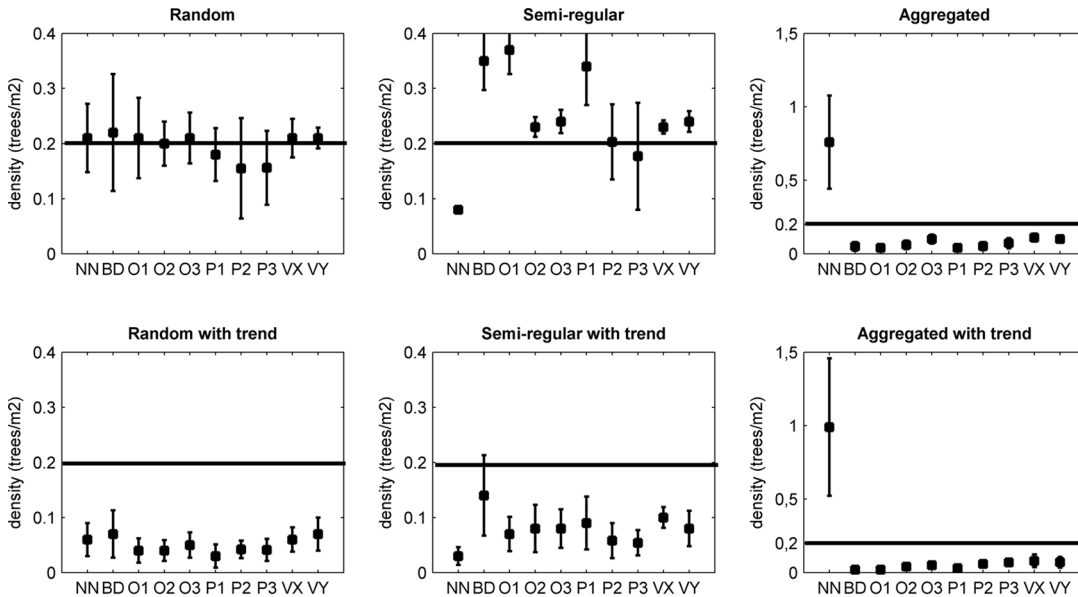 Random
Semi-regular
Aggregated
density (trees/m2)
0.4
0.3
0.2
0.1
0
NN BD O1 O2 O3 P1 P2 P3 VX VY
density (trees/m2)
0.4
0.3
0.2
0.1
0
NN BD O1 O2 O3 P1 P2 P3 VX VY
density (trees/m2)
1,5
1
0,5
0.2
0
NN BD O1 O2 O3 P1 P2 P3 VX VY
Random with trend
Semi-regular with trend
Aggregated with trend
density (trees/m2)
0.4
0.3
0.2
0.1
0
NN BD O1 O2 O3 P1 P2 P3 VX VY
density (trees/m2)
0.4
0.3
0.2
0.1
0
NN BD O1 O2 O3 P1 P2 P3 VX VY
density (trees/m2)
1,5
1
0,5
0,2
0
NN BD O1 O2 O3 P1 P2 P3 VX VY